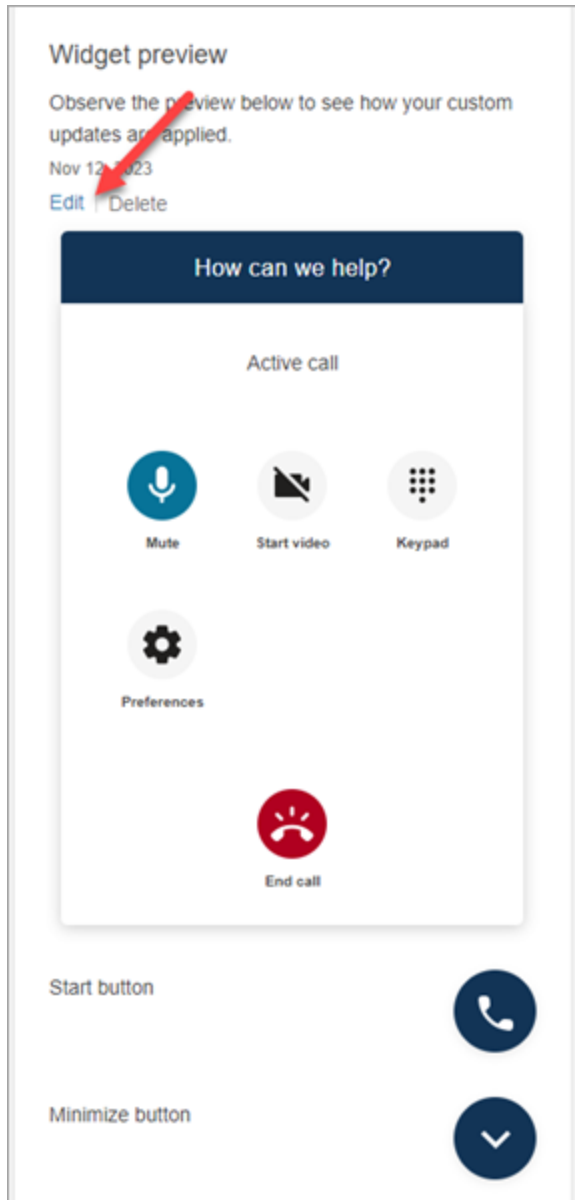 Widget preview
Observe the preview below to see how your custom
updates are applied.
Nov 12, 2023
Edit | Delete
How can we help?
Active call
Mute Start video Keypad
Preferences
End call
Start button
Minimize button